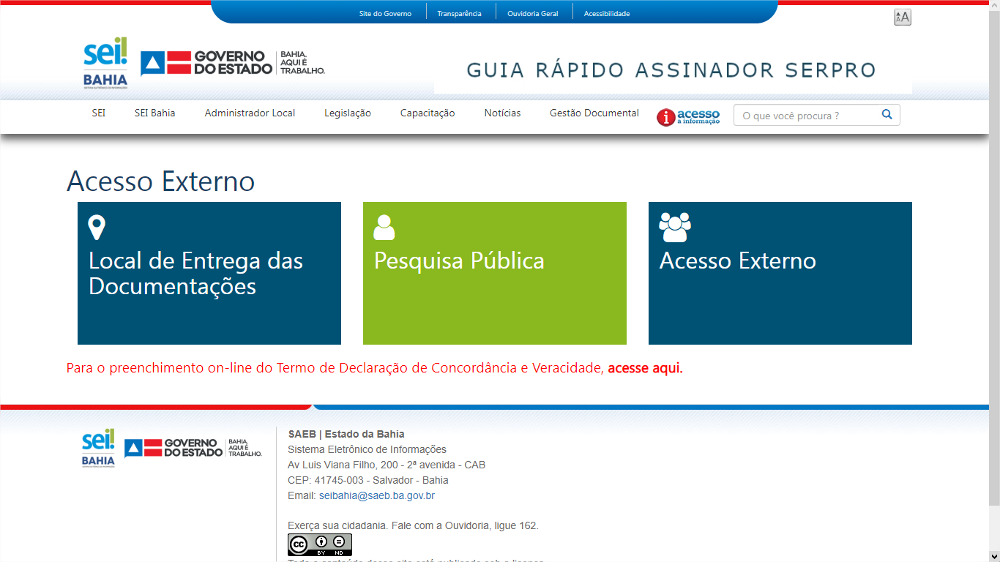 Site do Governo
Transparência
Ouvidoria Geral
Acessibilidade
AAA
sei!
BAHIA
GOVERNO
DO ESTADO
BAHIA.
AQUI É
TRABALHO.
GUIA RÁPIDO ASSINADOR SERPRO
SEI
SEI Bahia
Administrador Local
Legislação
Capacitação
Notícias
Gestão Documental
i acesso
à informação
O que você procura ?
Acesso Externo
Local de Entrega das
Documentações
Pesquisa Pública
Acesso Externo
Para o preenchimento on-line do Termo de Declaração de Concordância e Veracidade, acesse aqui.
sei!
BAHIA
GOVERNO
DO ESTADO
BAHIA.
AQUI É
TRABALHO.
SAEB | Estado da Bahia
Sistema Eletrônico de Informações
Av Luis Viana Filho, 200 - 2ª avenida - CAB
CEP: 41745-003 - Salvador - Bahia
Email: seibahia@saeb.ba.gov.br
Exerça sua cidadania. Fale com a Ouvidoria, ligue 162.
cc BY ND